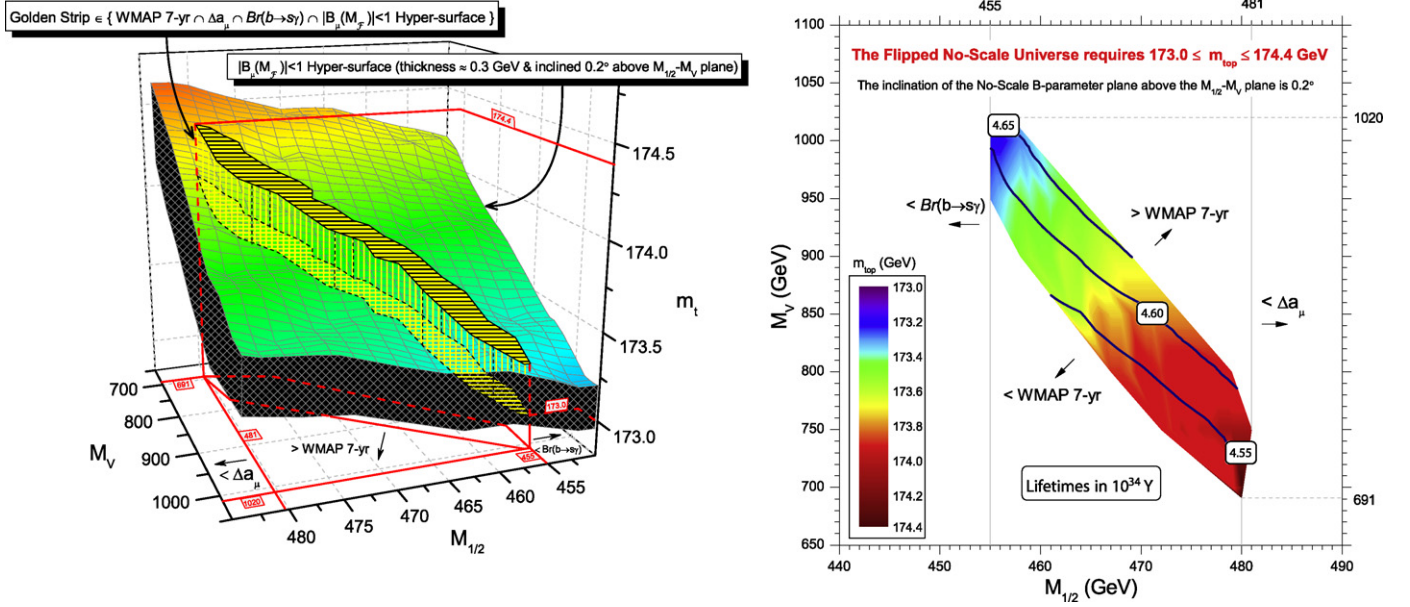 Golden Strip ∈ { WMAP 7-yr ∩ Δaμ ∩ Br(b→sγ) ∩ |Bμ(M_F)|<1 Hyper-surface }
|Bμ(M_F)|<1 Hyper-surface (thickness ≈ 0.3 GeV & inclined 0.2° above M1/2-MV plane)
174.4
174.5
174.0
mt
173.5
173.0
173.0
700
800
900
1000
MV
691
481
1020
455
< Δaμ
> WMAP 7-yr
< Br(b→sγ)
480
475
470
465
460
455
M1/2
455
481
The Flipped No-Scale Universe requires 173.0 ≤ mtop ≤ 174.4 GeV
The inclination of the No-Scale B-parameter plane above the M1/2-MV plane is 0.2°
1100
1050
1000
950
900
850
800
750
700
650
MV (GeV)
1020
691
4.65
4.60
4.55
< Br(b→sγ)
> WMAP 7-yr
< Δaμ
< WMAP 7-yr
mtop (GeV)
173.0
173.2
173.4
173.6
173.8
174.0
174.2
174.4
Lifetimes in 10^34 Y
440
450
460
470
480
490
M1/2 (GeV)